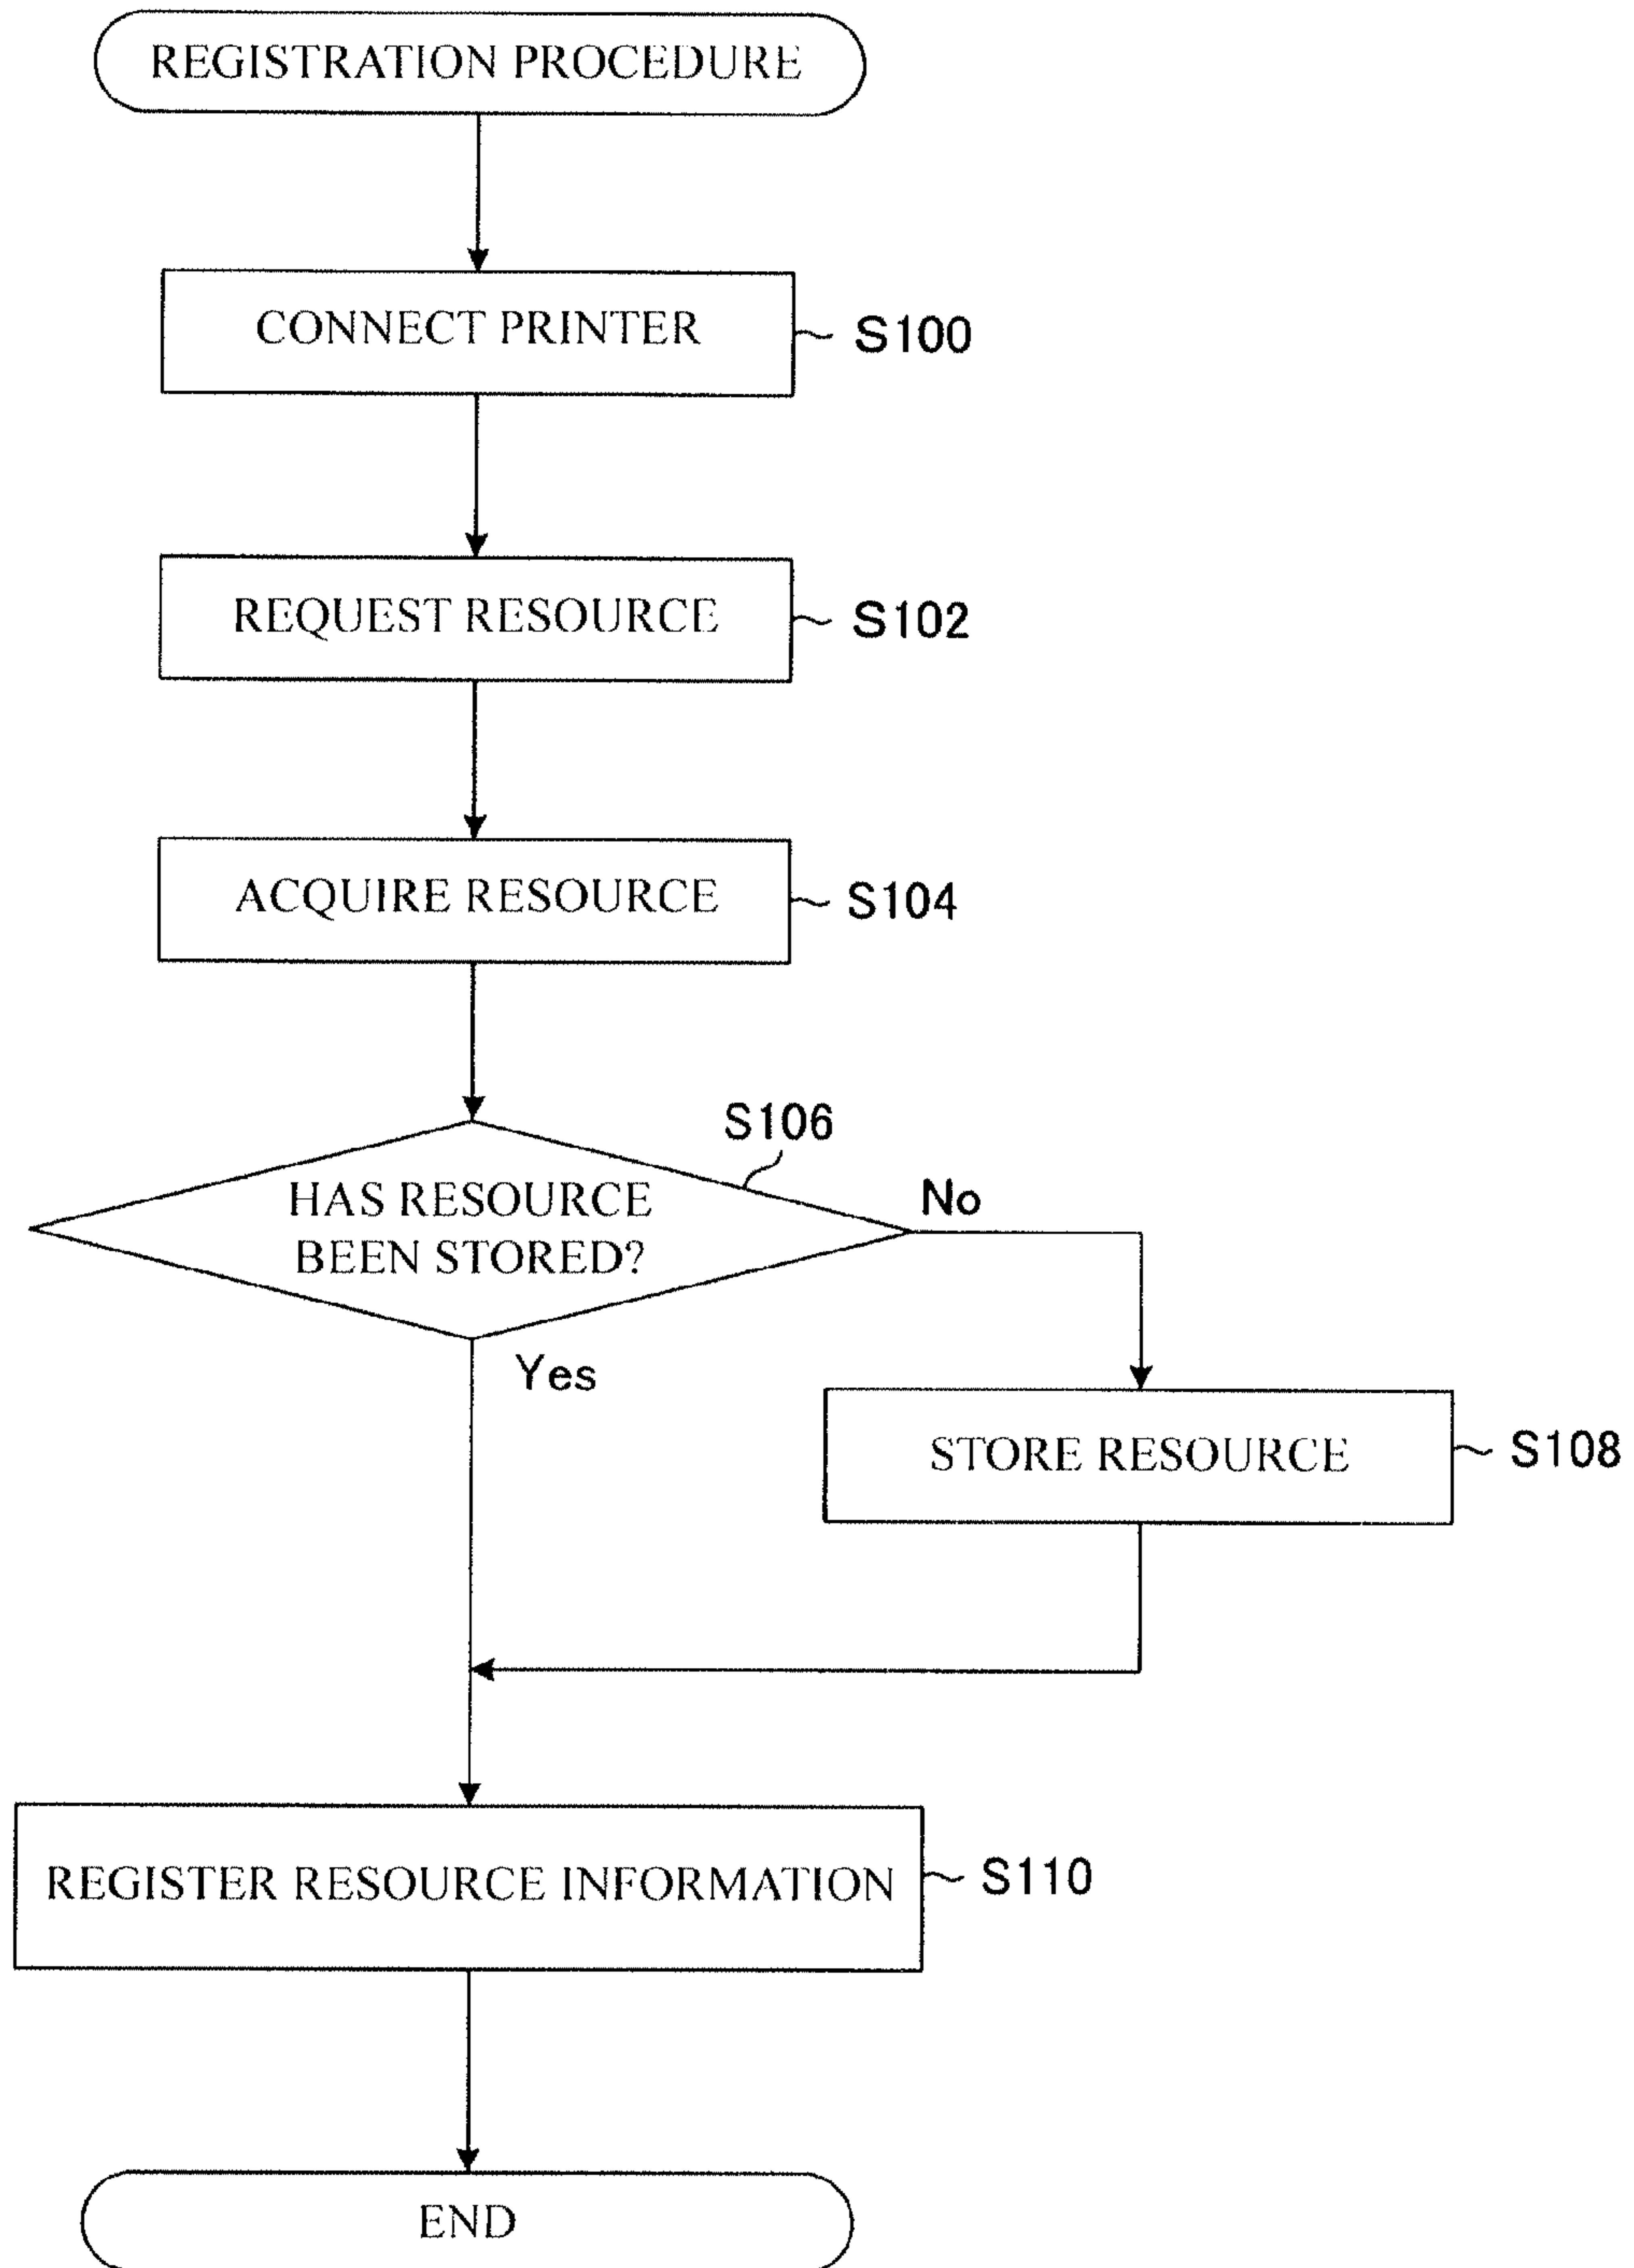 REGISTRATION PROCEDURE
CONNECT PRINTER
S100
REQUEST RESOURCE
S102
ACQUIRE RESOURCE
S104
S106
HAS RESOURCE
BEEN STORED?
No
Yes
STORE RESOURCE
S108
REGISTER RESOURCE INFORMATION
S110
END